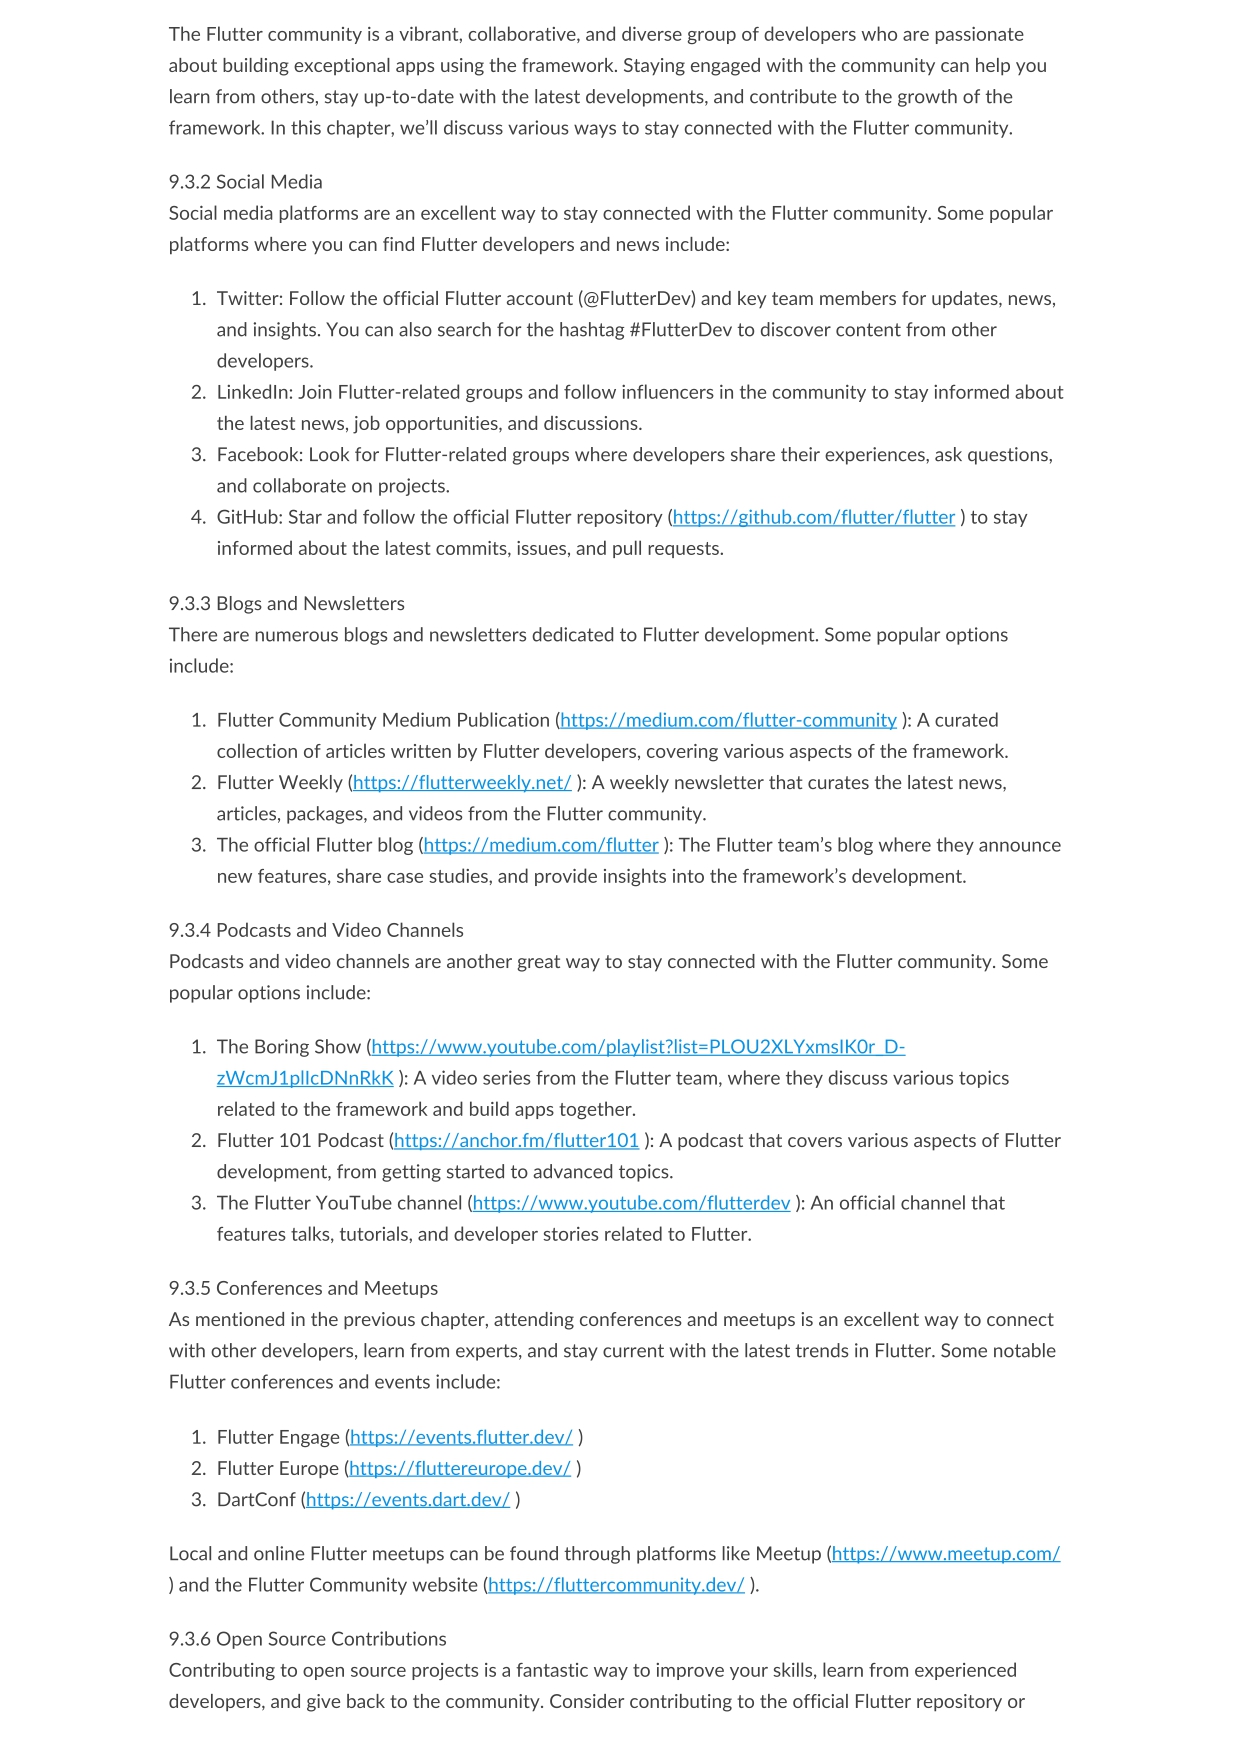 The Flutter community is a vibrant, collaborative, and diverse group of developers who are passionate
about building exceptional apps using the framework. Staying engaged with the community can help you
learn from others, stay up-to-date with the latest developments, and contribute to the growth of the
framework. In this chapter, we’ll discuss various ways to stay connected with the Flutter community.
9.3.2 Social Media
Social media platforms are an excellent way to stay connected with the Flutter community. Some popular
platforms where you can find Flutter developers and news include:
1. Twitter: Follow the official Flutter account (@FlutterDev) and key team members for updates, news,
and insights. You can also search for the hashtag #FlutterDev to discover content from other
developers.
2. LinkedIn: Join Flutter-related groups and follow influencers in the community to stay informed about
the latest news, job opportunities, and discussions.
3. Facebook: Look for Flutter-related groups where developers share their experiences, ask questions,
and collaborate on projects.
4. GitHub: Star and follow the official Flutter repository (https://github.com/flutter/flutter ) to stay
informed about the latest commits, issues, and pull requests.
9.3.3 Blogs and Newsletters
There are numerous blogs and newsletters dedicated to Flutter development. Some popular options
include:
1. Flutter Community Medium Publication (https://medium.com/flutter-community ): A curated
collection of articles written by Flutter developers, covering various aspects of the framework.
2. Flutter Weekly (https://flutterweekly.net/ ): A weekly newsletter that curates the latest news,
articles, packages, and videos from the Flutter community.
3. The official Flutter blog (https://medium.com/flutter ): The Flutter team’s blog where they announce
new features, share case studies, and provide insights into the framework’s development.
9.3.4 Podcasts and Video Channels
Podcasts and video channels are another great way to stay connected with the Flutter community. Some
popular options include:
1. The Boring Show (https://www.youtube.com/playlist?list=PLOU2XLYxmsIK0r_D-
zWcmJ1plIcDNnRkK ): A video series from the Flutter team, where they discuss various topics
related to the framework and build apps together.
2. Flutter 101 Podcast (https://anchor.fm/flutter101 ): A podcast that covers various aspects of Flutter
development, from getting started to advanced topics.
3. The Flutter YouTube channel (https://www.youtube.com/flutterdev ): An official channel that
features talks, tutorials, and developer stories related to Flutter.
9.3.5 Conferences and Meetups
As mentioned in the previous chapter, attending conferences and meetups is an excellent way to connect
with other developers, learn from experts, and stay current with the latest trends in Flutter. Some notable
Flutter conferences and events include:
1. Flutter Engage (https://events.flutter.dev/ )
2. Flutter Europe (https://fluttereurope.dev/ )
3. DartConf (https://events.dart.dev/ )
Local and online Flutter meetups can be found through platforms like Meetup (https://www.meetup.com/
) and the Flutter Community website (https://fluttercommunity.dev/ ).
9.3.6 Open Source Contributions
Contributing to open source projects is a fantastic way to improve your skills, learn from experienced
developers, and give back to the community. Consider contributing to the official Flutter repository or